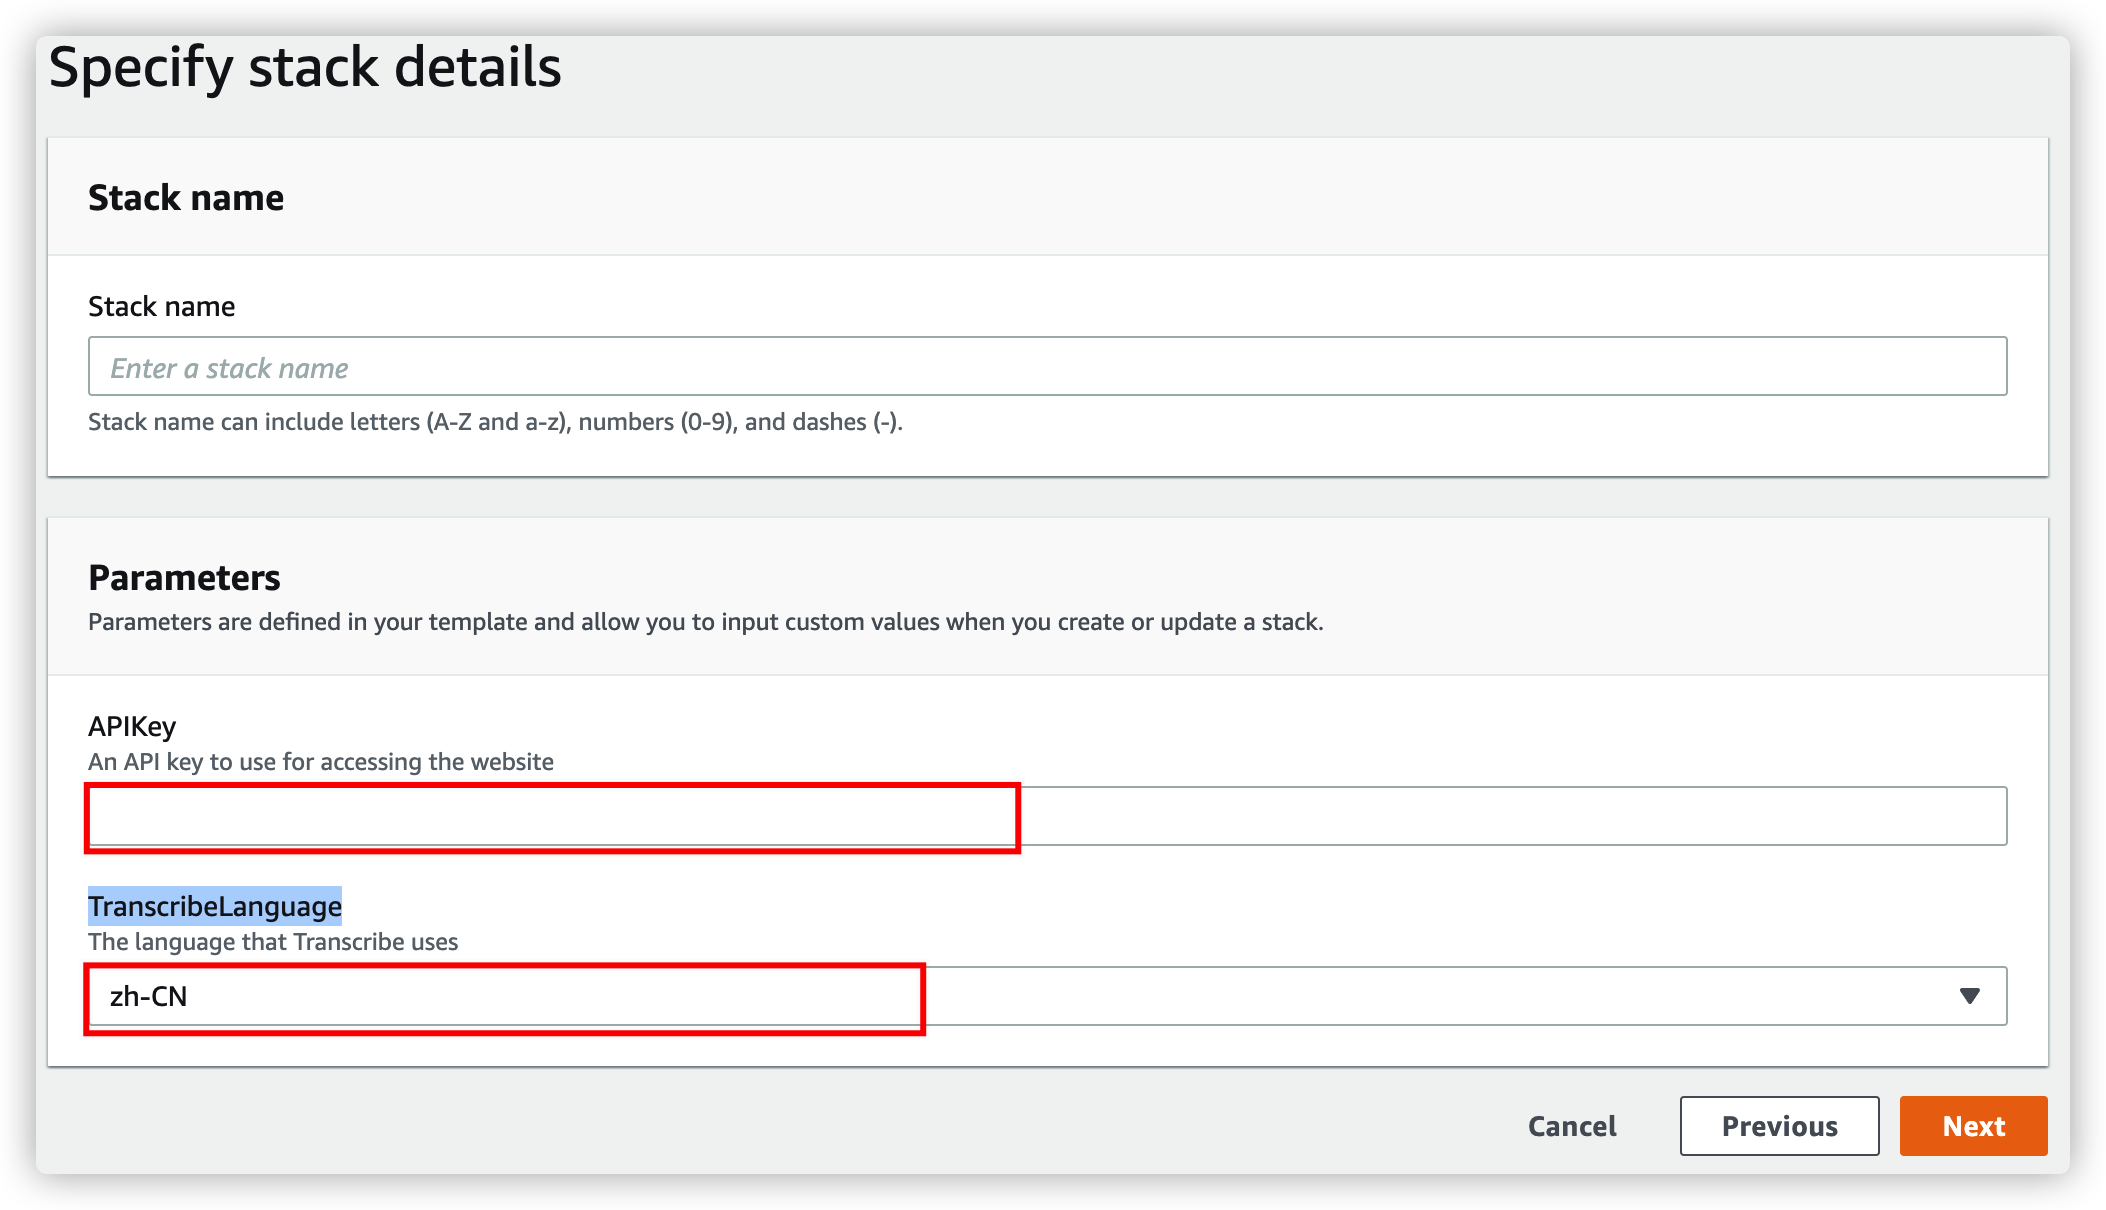 Specify stack details
Stack name
Stack name
Enter a stack name
Stack name can include letters (A-Z and a-z), numbers (0-9), and dashes (-).
Parameters
Parameters are defined in your template and allow you to input custom values when you create or update a stack.
APIKey
An API key to use for accessing the website
TranscribeLanguage
The language that Transcribe uses
zh-CN
Cancel Previous Next